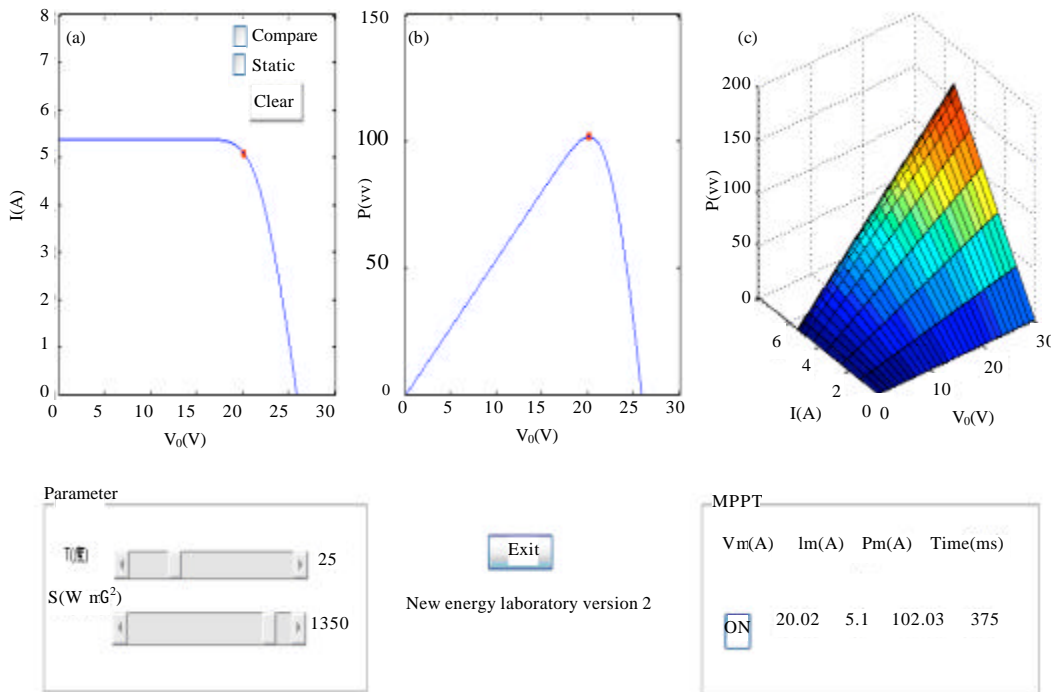 (a)
Compare
Static
Clear
8
7
6
5
4
3
2
1
0
I(A)
0 5 10 15 20 25 30
V₀(V)
(b)
150
100
50
0
P(vv)
0 5 10 15 20 25 30
V₀(V)
(c)
200
150
100
50
0
P(vv)
6
4
2
0
I(A)
0
10
20
30
V₀(V)
Parameter
T(度) 25
S(W mG²)
1350
Exit
New energy laboratory version 2
MPPT
Vm(A) Im(A) Pm(A) Time(ms)
ON 20.02 5.1 102.03 375